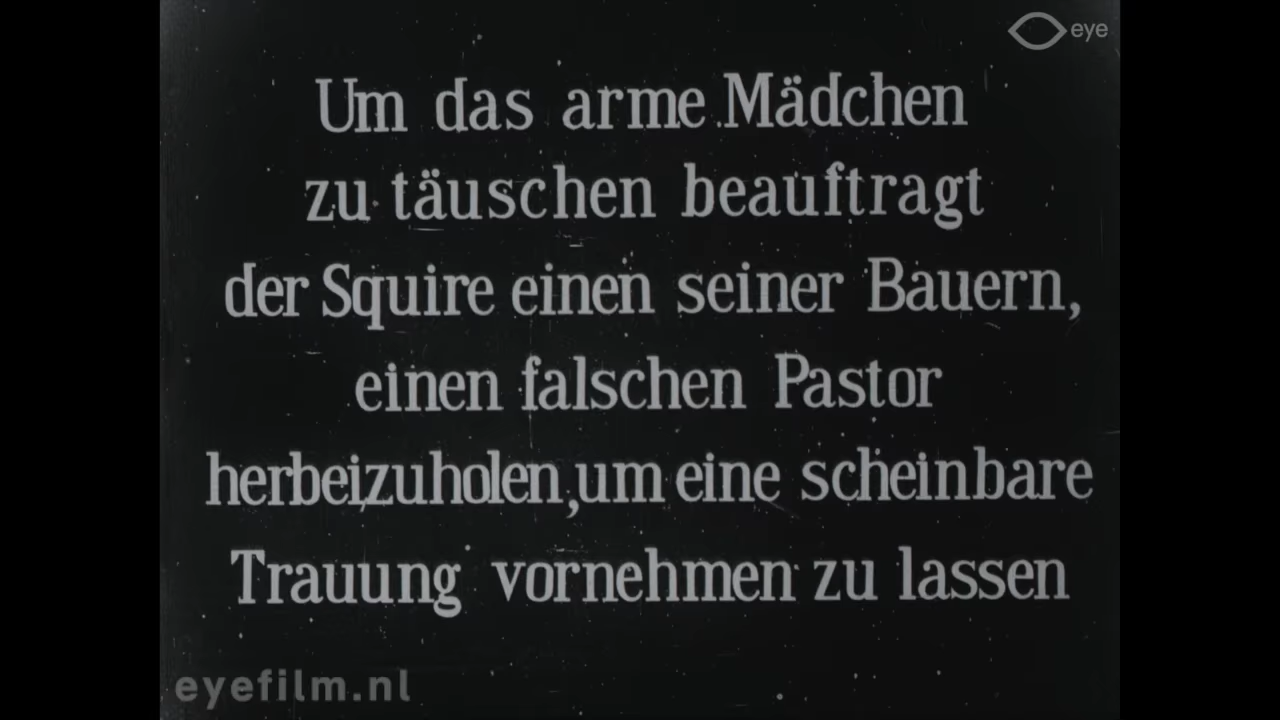 eye
Um das arme Mädchen
zu täuschen beauftragt
der Squire einen seiner Bauern,
einen falschen Pastor
herbeizuholen,um eine scheinbare
Trauung vornehmen zu lassen
eyefilm.nl